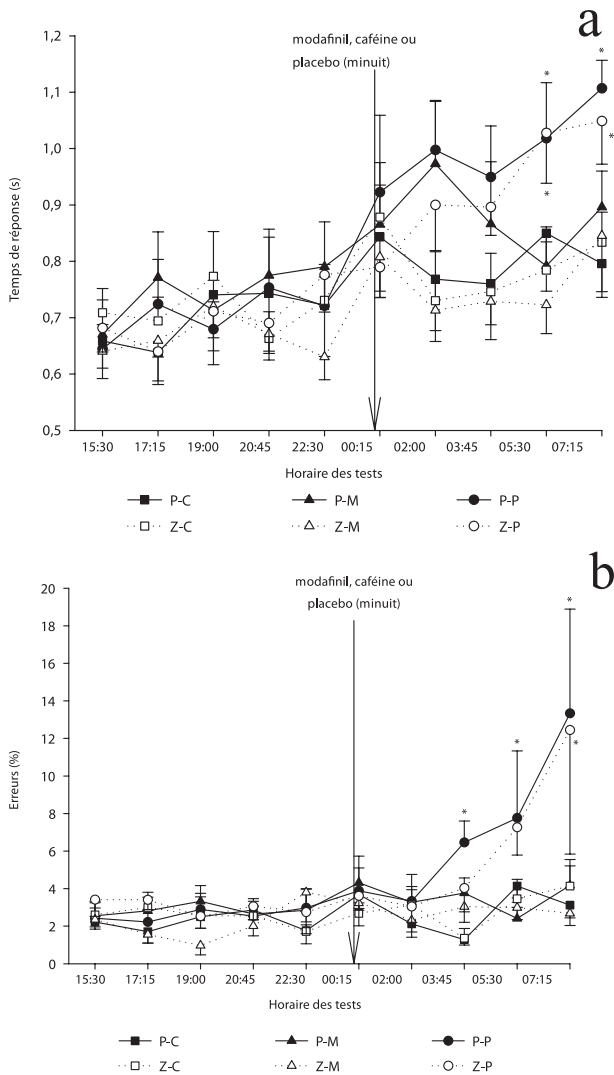 a
modafinil, caféine ou
placebo (minuit)
Temps de réponse (s)
1,2
1,1
1,0
0,9
0,8
0,7
0,6
0,5
* * * *
15:30 17:15 19:00 20:45 22:30 00:15 02:00 03:45 05:30 07:15
Horaire des tests
P-C P-M P-P
Z-C Z-M Z-P
b
modafinil, caféine ou
placebo (minuit)
Erreurs (%)
20
18
16
14
12
10
8
6
4
2
0
* * * *
15:30 17:15 19:00 20:45 22:30 00:15 02:00 03:45 05:30 07:15
Horaire des tests
P-C P-M P-P
Z-C Z-M Z-P